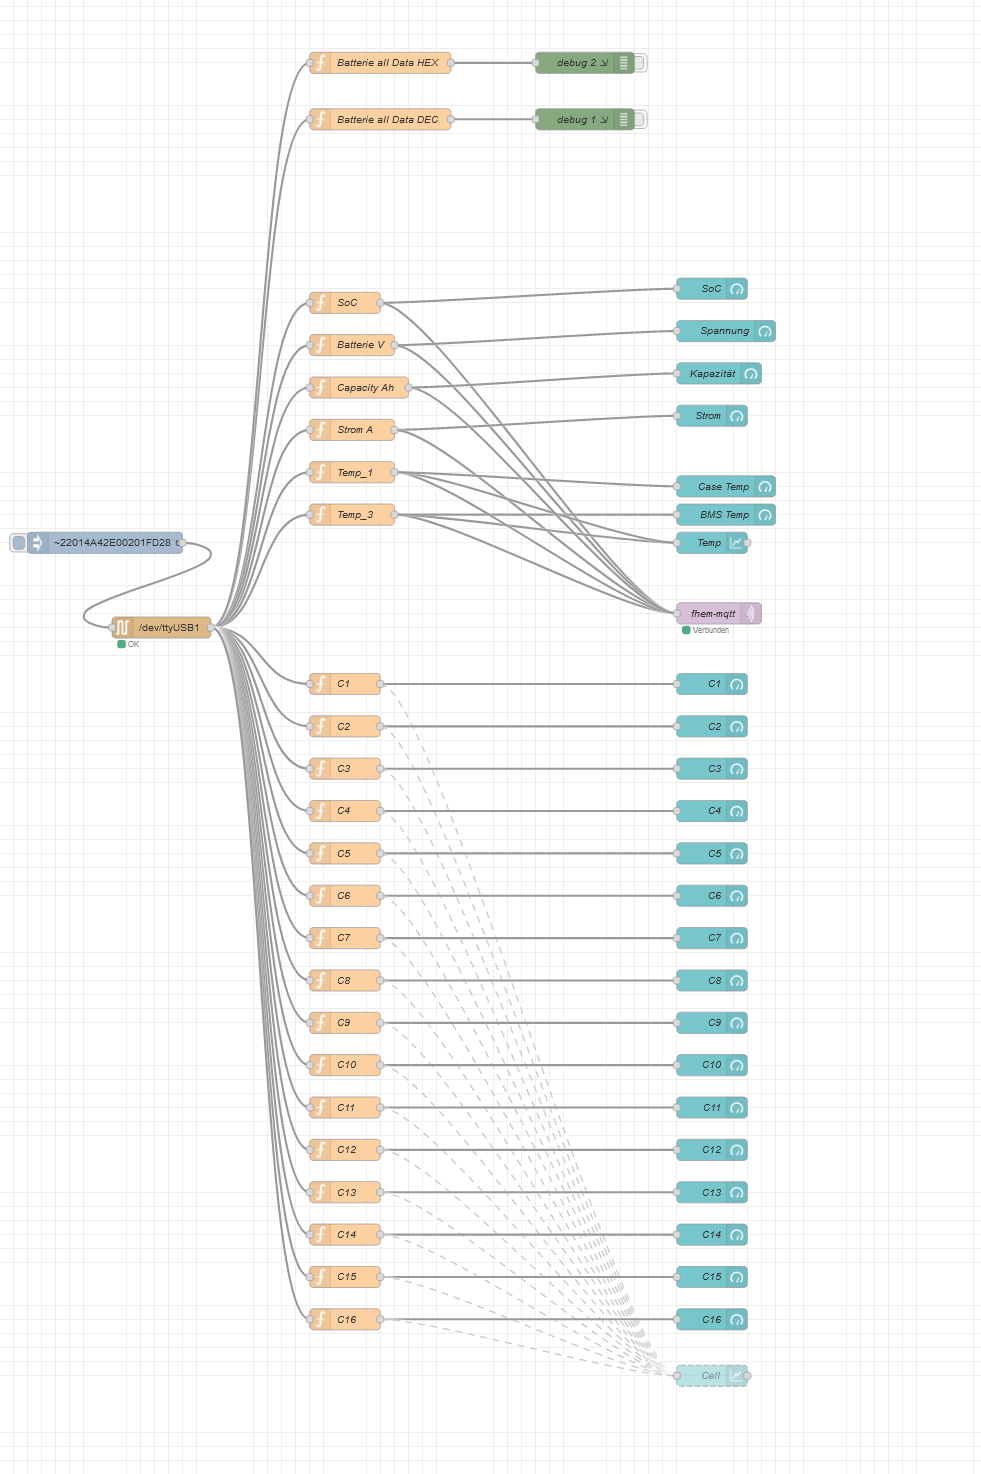 Batterie all Data HEX
debug 2
Batterie all Data DEC
debug 1
SoC
SoC
Batterie V
Spannung
Capacity Ah
Kapazität
Strom A
Strom
Temp_1
Case Temp
Temp_3
BMS Temp
~22014A42E00201FD28 ↻
Temp
/dev/ttyUSB1
OK
fhem-mqtt
Verbunden
C1
C1
C2
C2
C3
C3
C4
C4
C5
C5
C6
C6
C7
C7
C8
C8
C9
C9
C10
C10
C11
C11
C12
C12
C13
C13
C14
C14
C15
C15
C16
C16
Cell